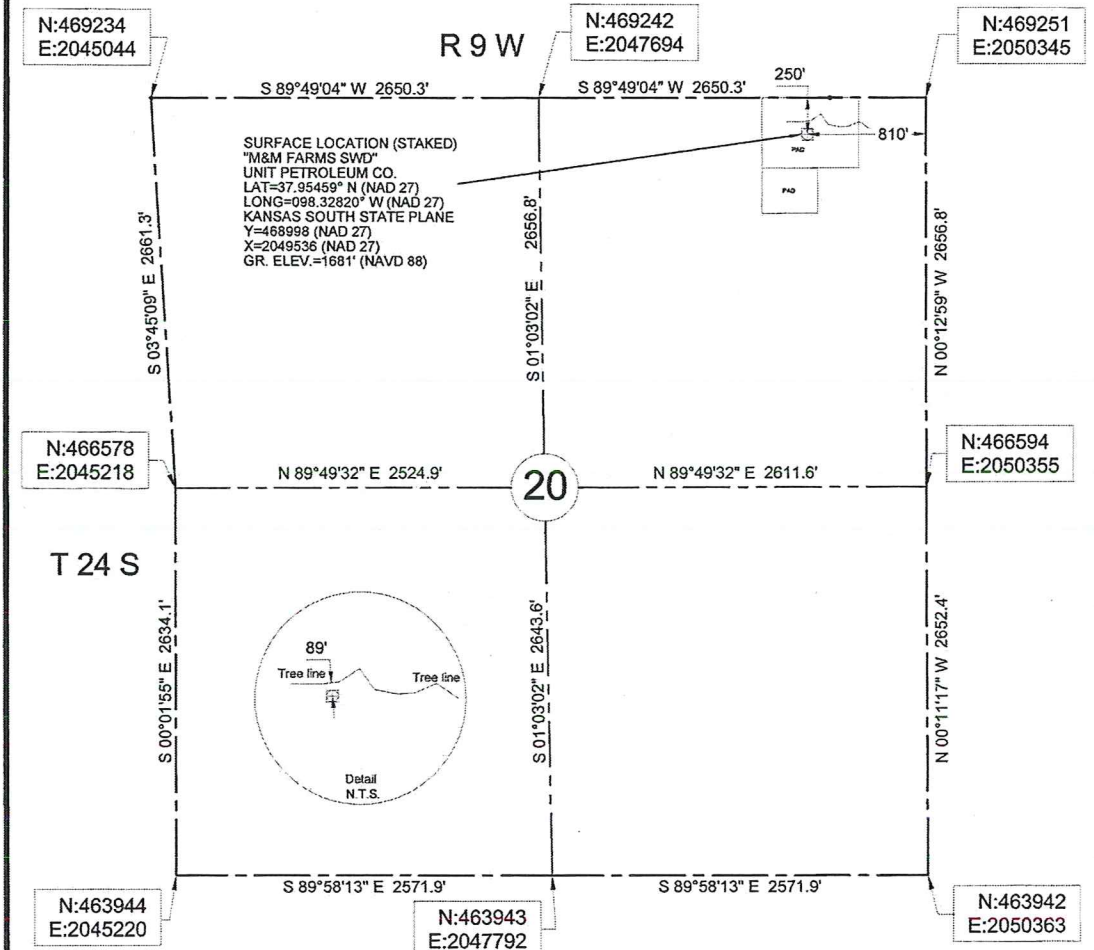 N:469234
E:2045044
R 9 W
N:469242
E:2047694
N:469251
E:2050345
S 89°49'04" W 2650.3'
S 89°49'04" W 2650.3'
250'
810'
PAD
PAD
SURFACE LOCATION (STAKED)
"M&M FARMS SWD"
UNIT PETROLEUM CO.
LAT=37.95459° N (NAD 27)
LONG=098.32820° W (NAD 27)
KANSAS SOUTH STATE PLANE
Y=468998 (NAD 27)
X=2049536 (NAD 27)
GR. ELEV.=1681' (NAVD 88)
S 03°45'09" E 2661.3'
S 01°03'02" E 2656.8'
N 00°12'59" W 2656.8'
N:466578
E:2045218
N 89°49'32" E 2524.9'
20
N 89°49'32" E 2611.6'
N:466594
E:2050355
T 24 S
S 00°01'55" E 2634.1'
89'
Tree line
Tree line
Detail
N.T.S.
S 01°03'02" E 2643.6'
N 00°11'17" W 2652.4'
S 89°58'13" E 2571.9'
S 89°58'13" E 2571.9'
N:463944
E:2045220
N:463943
E:2047792
N:463942
E:2050363